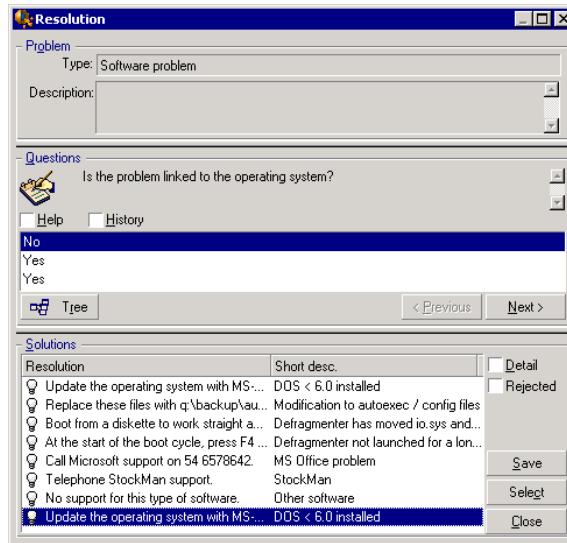 Resolution
Problem
Type: Software problem
Description:
Questions
Is the problem linked to the operating system?
Help History
No
Yes
Yes
Tree < Previous Next >
Solutions
Resolution Short desc. Detail
Update the operating system with MS-... DOS < 6.0 installed Rejected
Replace these files with q:\backup\au... Modification to autoexec / config files
Boot from a diskette to work straight a... Defragmenter has moved io.sys and...
At the start of the boot cycle, press F4 ... Defragmenter not launched for a lon...
Call Microsoft support on 54 6578642. MS Office problem Save
Telephone StockMan support. StockMan
No support for this type of software. Other software Select
Update the operating system with MS-... DOS < 6.0 installed Close